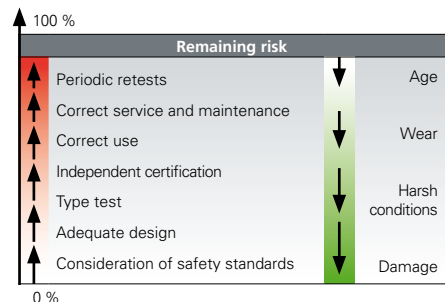 100 %
Remaining risk
Periodic retests
Correct service and maintenance
Correct use
Independent certification
Type test
Adequate design
Consideration of safety standards
Age
Wear
Harsh
conditions
Damage
0 %